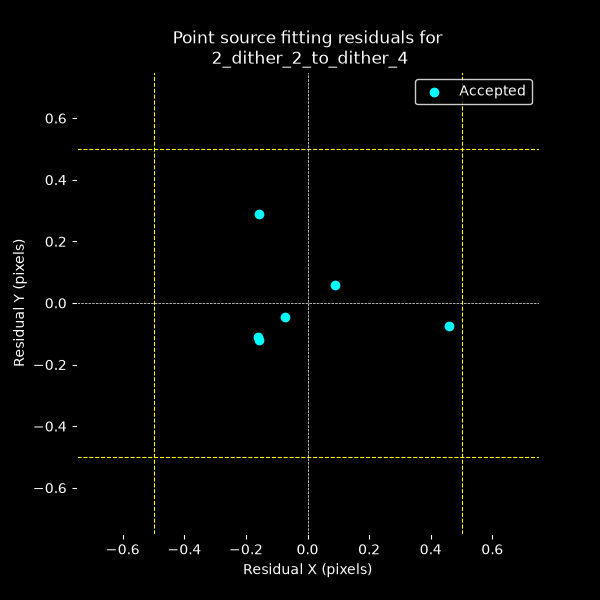 Point source fitting residuals for
2_dither_2_to_dither_4
Accepted
0.6
0.4
0.2
0.0
−0.2
−0.4
−0.6
Residual Y (pixels)
−0.6
−0.4
−0.2
0.0
0.2
0.4
0.6
Residual X (pixels)